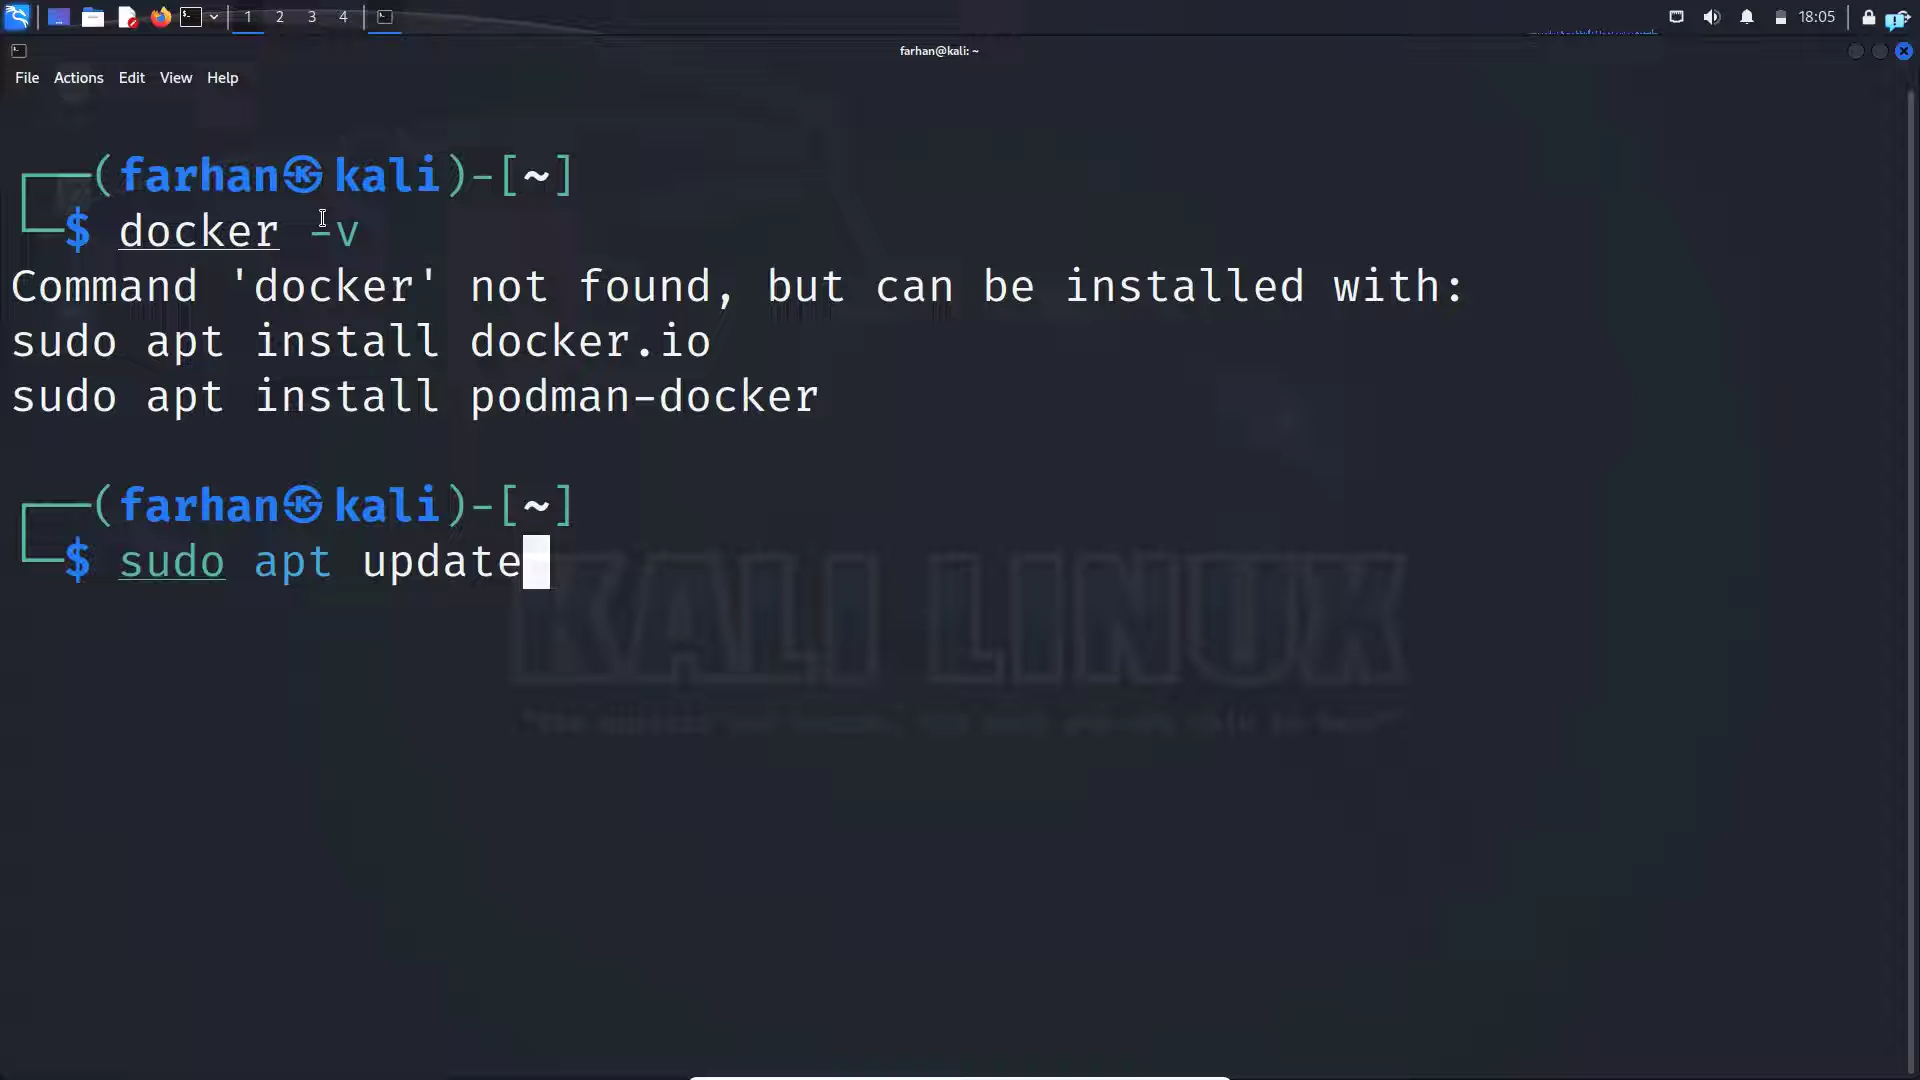 1 2 3 4 18:05
farhan@kali: ~
File Actions Edit View Help
┌──(farhan㉿kali)-[~]
└─$ docker -v
Command 'docker' not found, but can be installed with:
sudo apt install docker.io
sudo apt install podman-docker
┌──(farhan㉿kali)-[~]
└─$ sudo apt update
KALI LINUX